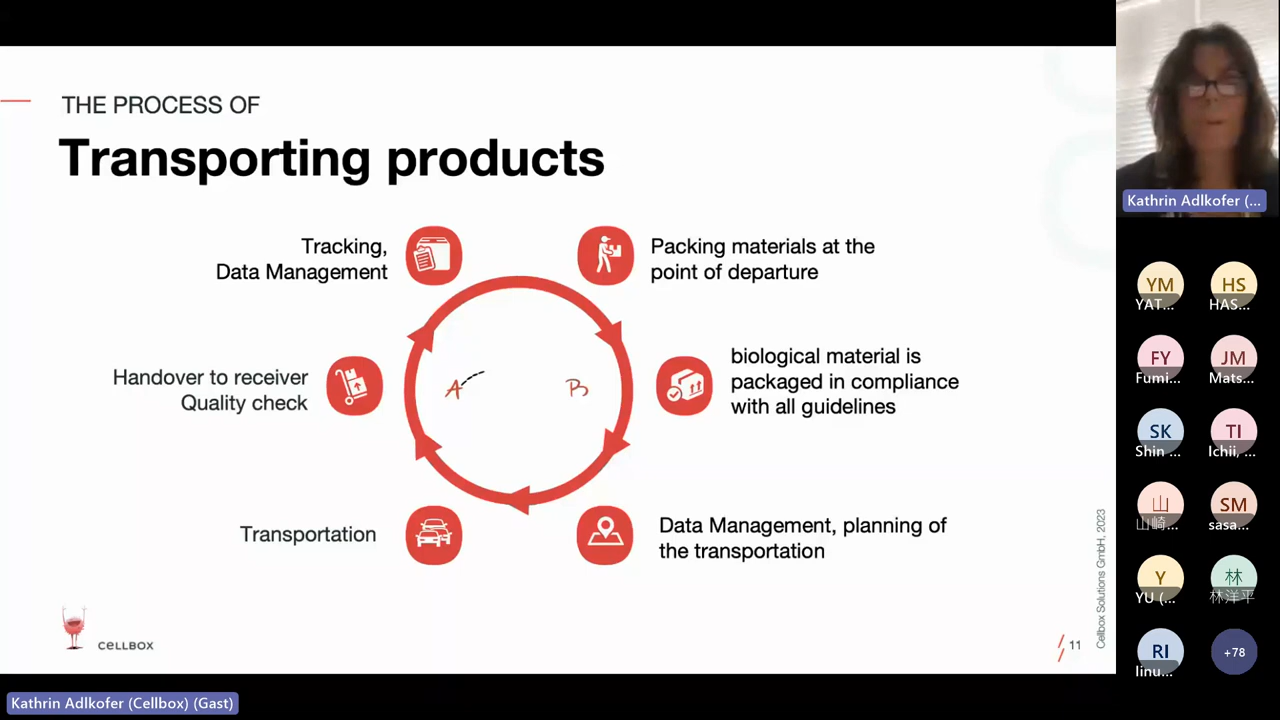 THE PROCESS OF
Transporting products
Tracking,
Data Management
Packing materials at the
point of departure
biological material is
packaged in compliance
with all guidelines
Handover to receiver
Quality check
A
B
Transportation
Data Management, planning of
the transportation
CELLBOX
11
Cellbox Solutions GmbH, 2023
Kathrin Adlkofer (...
YM
YAT...
HS
HAS...
FY
Fumi...
JM
Mats...
SK
Shin ...
TI
Ichii, ...
山
山崎...
SM
sasa...
Y
YU (...
林
林洋平
RI
Iinu...
+78
Kathrin Adlkofer (Cellbox) (Gast)